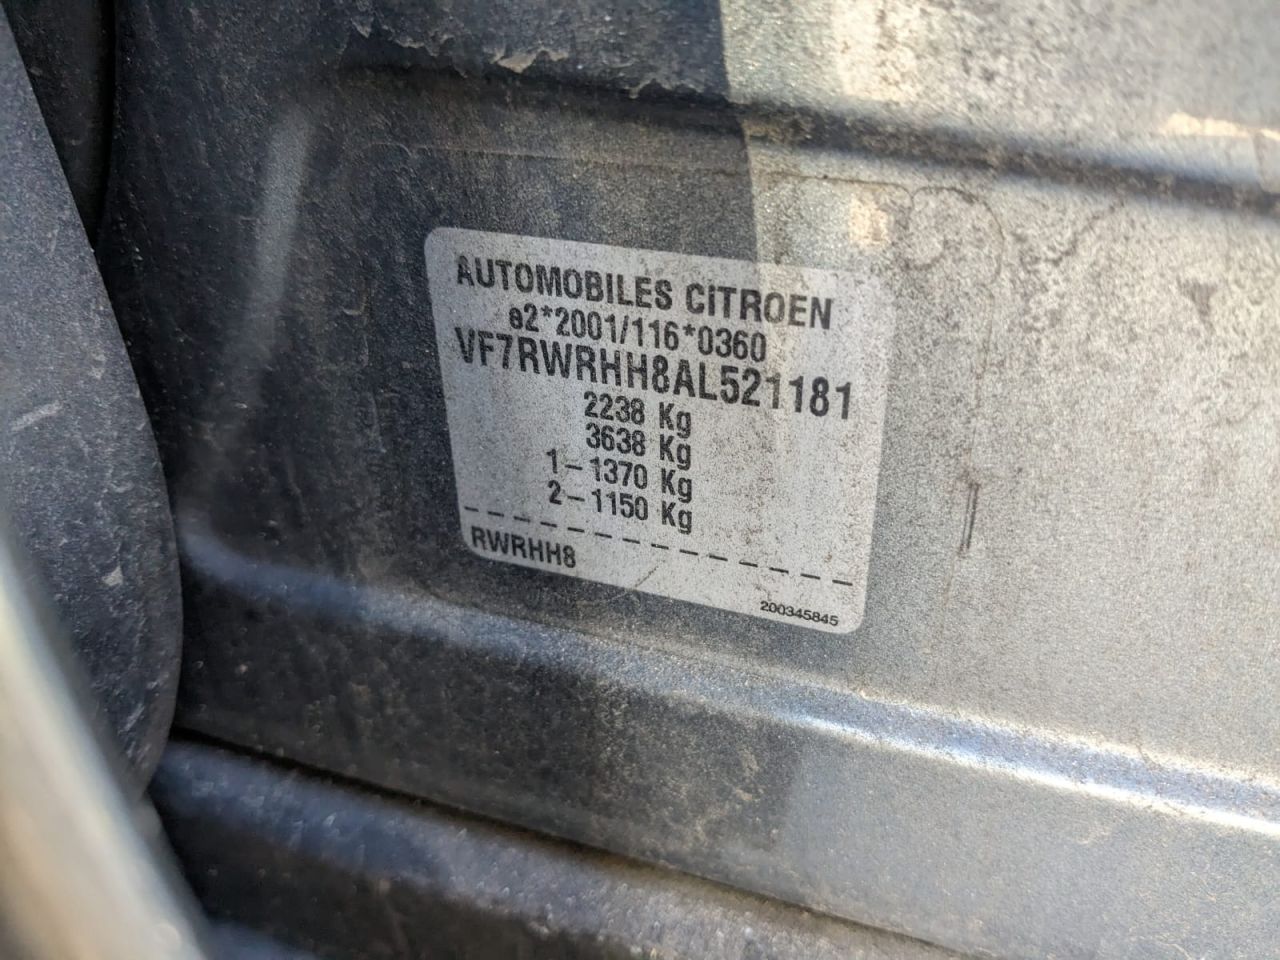 AUTOMOBILES CITROEN
e2*2001/116*0360
VF7RWRHH8AL521181
2238 Kg
3638 Kg
1-1370 Kg
2-1150 Kg
RWRHH8
200345845